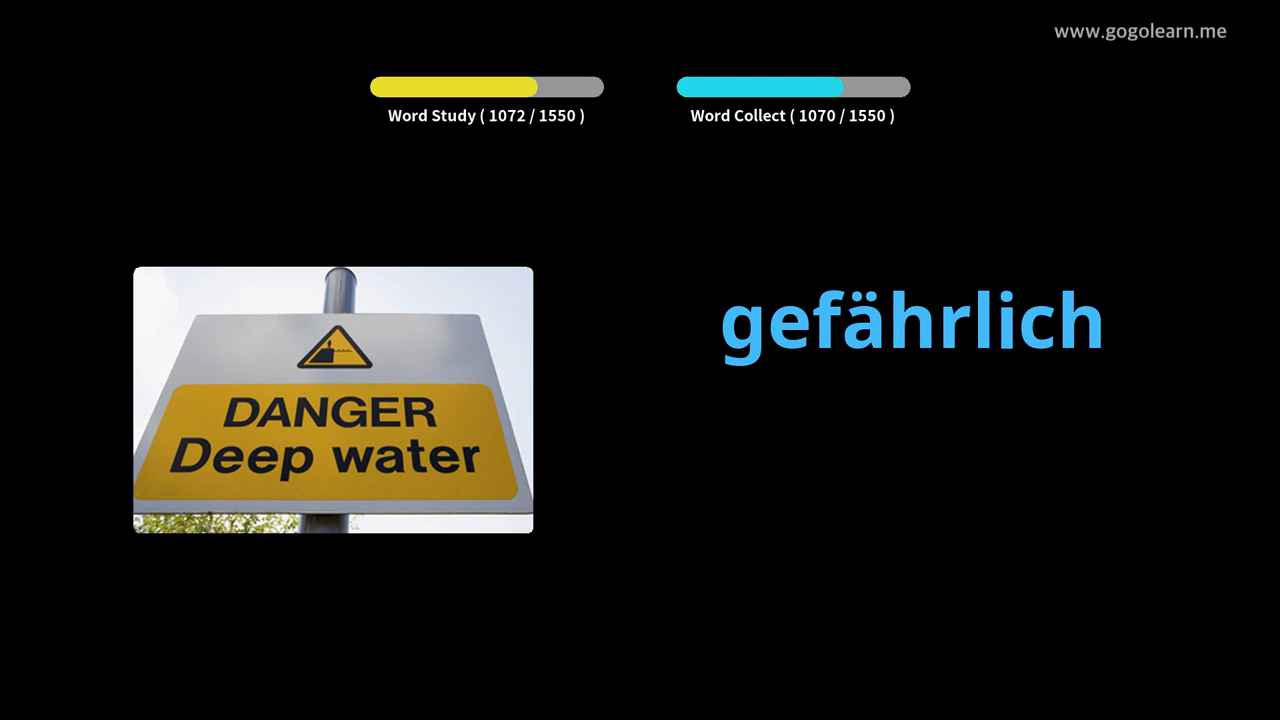 www.gogolearn.me
Word Study ( 1072 / 1550 )
Word Collect ( 1070 / 1550 )
DANGER
Deep water
gefährlich